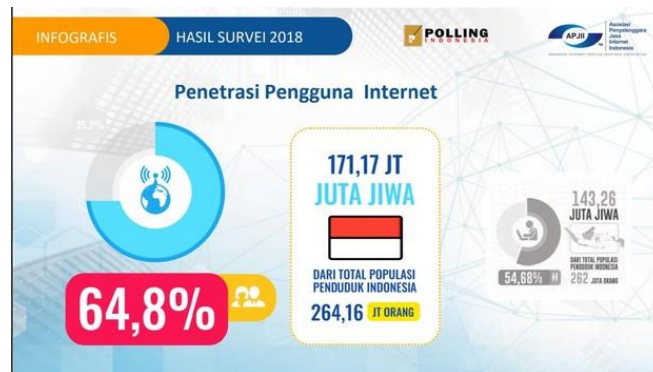 INFOGRAFIS
HASIL SURVEI 2018
POLLING
INDONESIA
APJII
Asosiasi
Penyelenggara
Jasa
Internet
Indonesia
Penetrasi Pengguna Internet
35,2%
64,8%
171,17 JT
JUTA JIWA
DARI TOTAL POPULASI
PENDUDUK INDONESIA
264,16 JT ORANG
143,26
JUTA JIWA
54,68%
DARI TOTAL POPULASI
PENDUDUK INDONESIA
262 JUTA ORANG